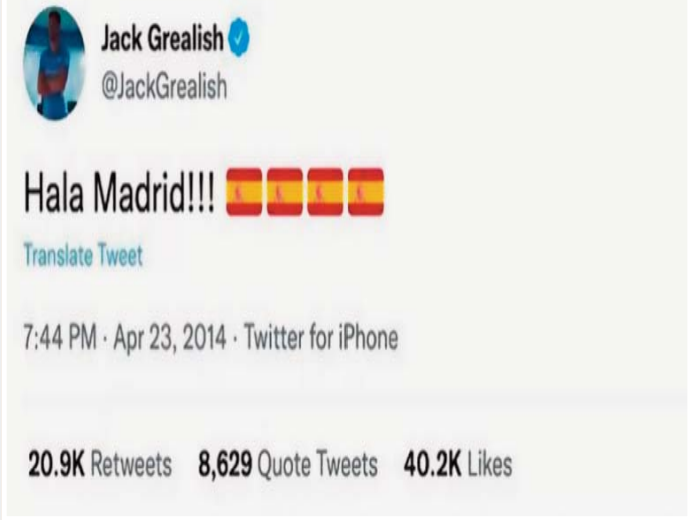 Jack Grealish
@JackGrealish
Hala Madrid!!! 🇪🇸🇪🇸🇪🇸🇪🇸
Translate Tweet
7:44 PM · Apr 23, 2014 · Twitter for iPhone
20.9K Retweets 8,629 Quote Tweets 40.2K Likes